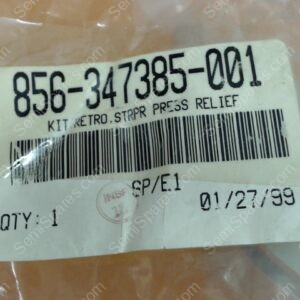 856-347385-001
KIT.RETRO.STRPR PRESS RELIEF
SP/E1
01/27/99
QTY: 1